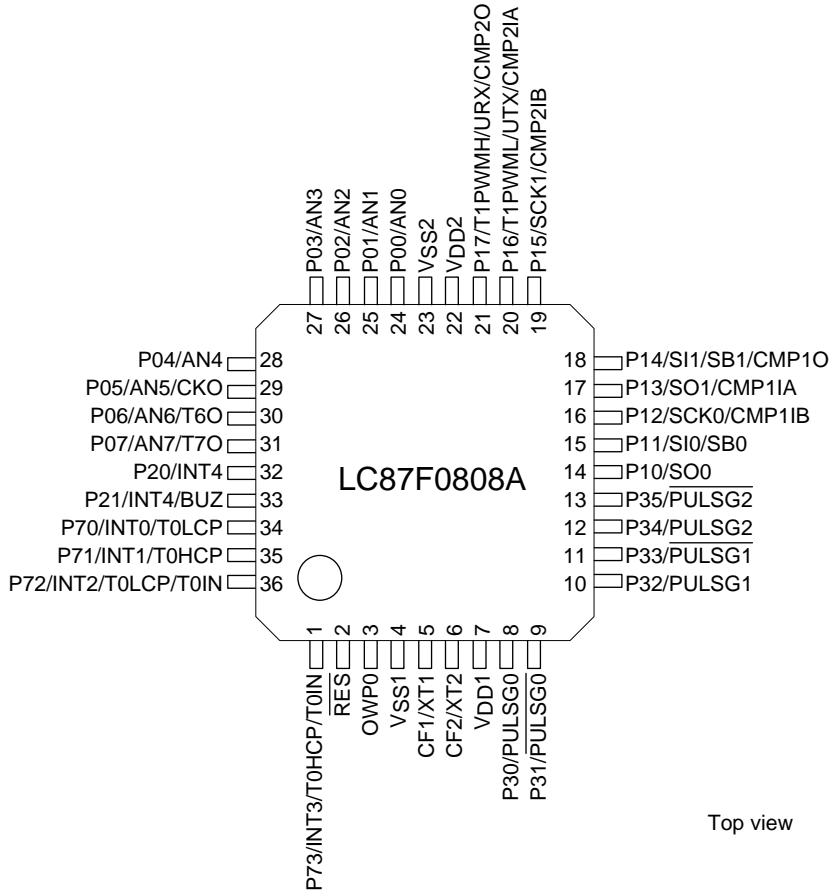 P03/AN3
P02/AN2
P01/AN1
P00/AN0
VSS2
VDD2
P17/T1PWMH/URX/CMP2O
P16/T1PWML/UTX/CMP2IA
P15/SCK1/CMP2IB
27
26
25
24
23
22
21
20
19
P04/AN4 28
P05/AN5/CKO 29
P06/AN6/T6O 30
P07/AN7/T7O 31
P20/INT4 32
P21/INT4/BUZ 33
P70/INT0/T0LCP 34
P71/INT1/T0HCP 35
P72/INT2/T0LCP/T0IN 36
LC87F0808A
18 P14/SI1/SB1/CMP1O
17 P13/SO1/CMP1IA
16 P12/SCK0/CMP1IB
15 P11/SI0/SB0
14 P10/SO0
13 P35/PULSG2
12 P34/PULSG2
11 P33/PULSG1
10 P32/PULSG1
1
2
3
4
5
6
7
8
9
P73/INT3/T0HCP/T0IN
RES
OWP0
VSS1
CF1/XT1
CF2/XT2
VDD1
P30/PULSG0
P31/PULSG0
Top view